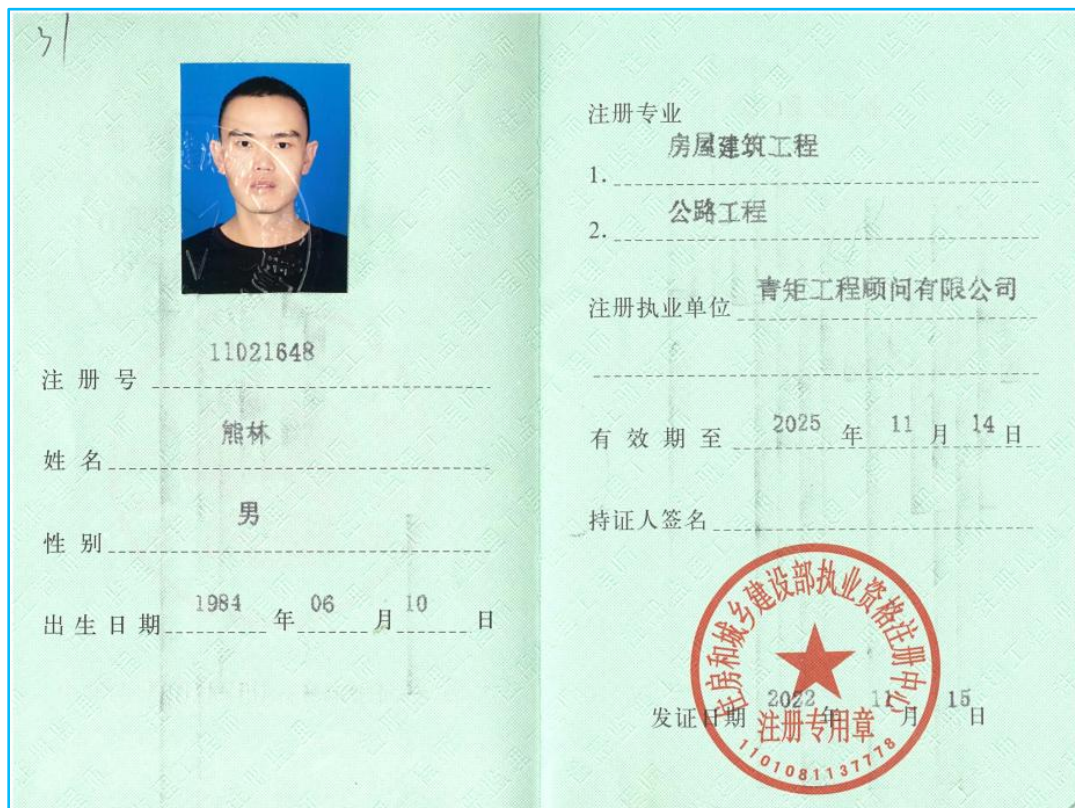 31
注册号 11021648
姓名 熊林
性别 男
出生日期 1984 年 06 月 10 日
注册专业
1. 房屋建筑工程
2. 公路工程
注册执业单位 青矩工程顾问有限公司
有效期至 2025 年 11 月 14 日
持证人签名
住房和城乡建设部执业资格注册中心
发证日期 2022 年 11 月 15 日
注册专用章
1101081137778